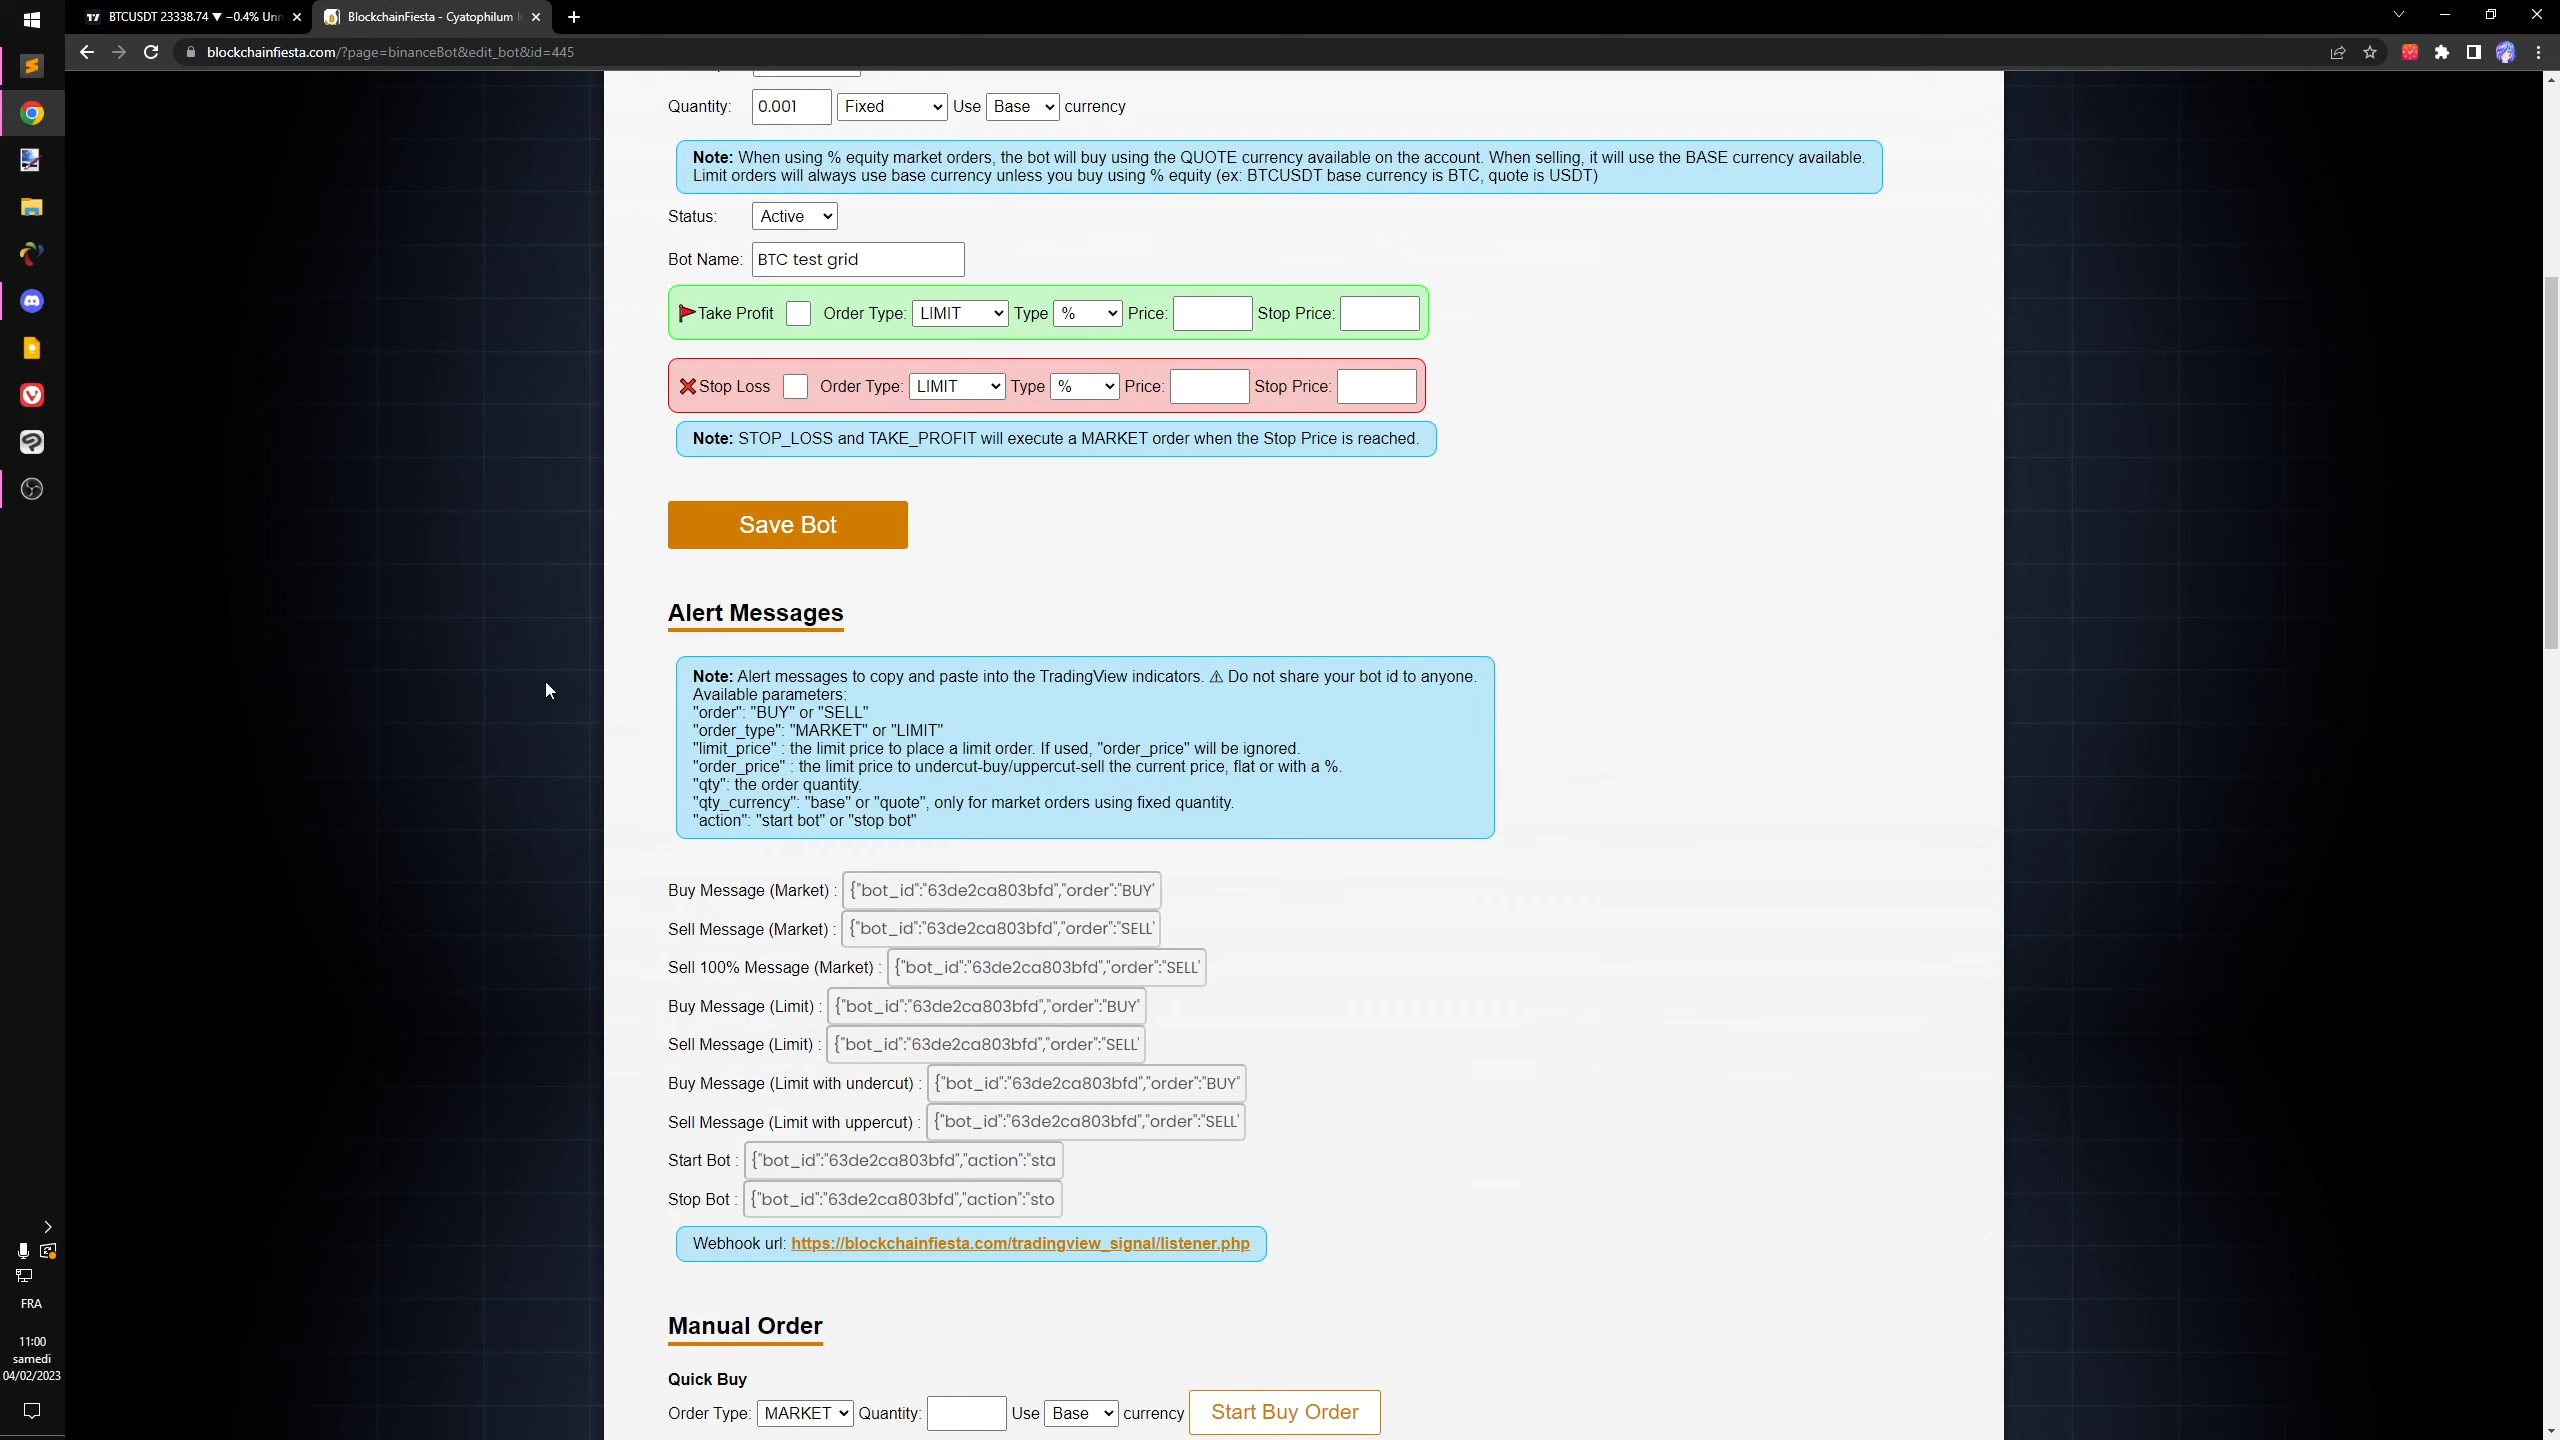 BTCUSDT 23338.74 ▼ −0.4% Unn
BlockchainFiesta - Cyatophilum I
blockchainfiesta.com/?page=binanceBot&edit_bot&id=445
Quantity: 0.001 Fixed Use Base currency
Note: When using % equity market orders, the bot will buy using the QUOTE currency available on the account. When selling, it will use the BASE currency available.
Limit orders will always use base currency unless you buy using % equity (ex: BTCUSDT base currency is BTC, quote is USDT)
Status: Active
Bot Name: BTC test grid
Take Profit Order Type: LIMIT Type % Price: Stop Price:
Stop Loss Order Type: LIMIT Type % Price: Stop Price:
Note: STOP_LOSS and TAKE_PROFIT will execute a MARKET order when the Stop Price is reached.
Save Bot
Alert Messages
Note: Alert messages to copy and paste into the TradingView indicators. ⚠ Do not share your bot id to anyone.
Available parameters:
"order": "BUY" or "SELL"
"order_type": "MARKET" or "LIMIT"
"limit_price" : the limit price to place a limit order. If used, "order_price" will be ignored.
"order_price" : the limit price to undercut-buy/uppercut-sell the current price, flat or with a %.
"qty": the order quantity.
"qty_currency": "base" or "quote", only for market orders using fixed quantity.
"action": "start bot" or "stop bot"
Buy Message (Market) : {"bot_id":"63de2ca803bfd","order":"BUY"
Sell Message (Market) : {"bot_id":"63de2ca803bfd","order":"SELL"
Sell 100% Message (Market) : {"bot_id":"63de2ca803bfd","order":"SELL"
Buy Message (Limit) : {"bot_id":"63de2ca803bfd","order":"BUY"
Sell Message (Limit) : {"bot_id":"63de2ca803bfd","order":"SELL"
Buy Message (Limit with undercut) : {"bot_id":"63de2ca803bfd","order":"BUY"
Sell Message (Limit with uppercut) : {"bot_id":"63de2ca803bfd","order":"SELL"
Start Bot : {"bot_id":"63de2ca803bfd","action":"sta
Stop Bot : {"bot_id":"63de2ca803bfd","action":"sto
Webhook url: https://blockchainfiesta.com/tradingview_signal/listener.php
Manual Order
Quick Buy
Order Type: MARKET Quantity: Use Base currency Start Buy Order
FRA
11:00
samedi
04/02/2023